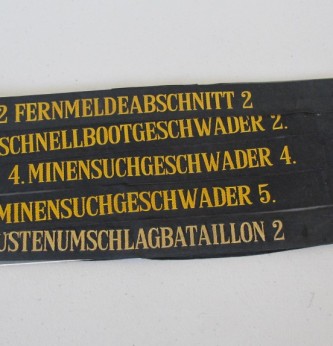 2 FERNMELDEABSCHNITT 2
SCHNELLBOOTGESCHWADER 2.
4. MINENSUCHGESCHWADER 4.
MINENSUCHGESCHWADER 5.
USTENUMSCHLAGBATAILLON 2